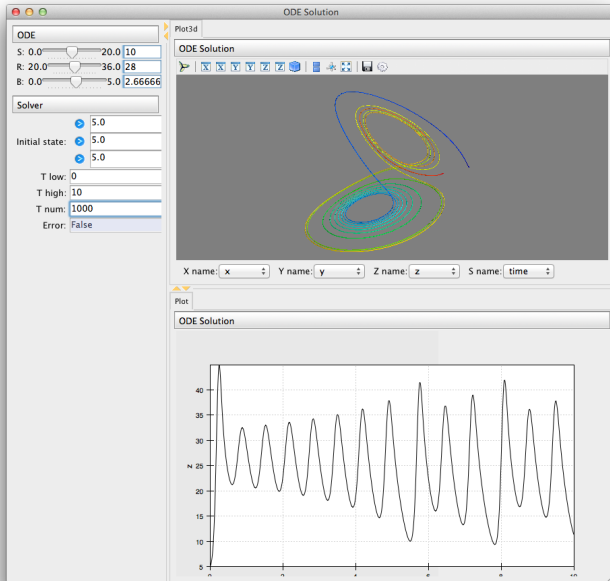 ODE Solution
ODE
S: 0.0 20.0 10
R: 20.0 36.0 28
B: 0.0 5.0 2.66666
Solver
5.0
Initial state: 5.0
5.0
T low: 0
T high: 10
T num: 1000
Error: False
Plot3d
ODE Solution
X X Y Y Z Z
X name: x Y name: y Z name: z S name: time
Plot
ODE Solution
40
35
30
z 25
20
15
10
5